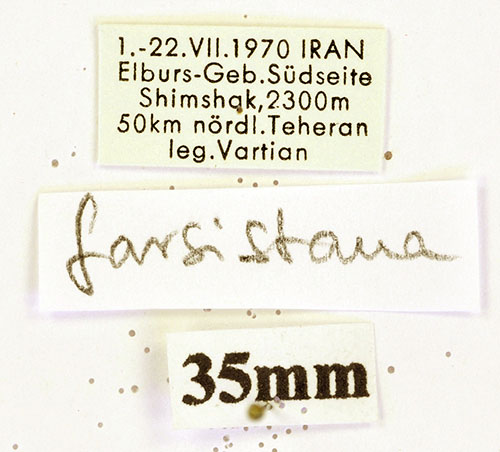 1.-22.VII.1970 IRAN
Elburs-Geb.Südseite
Shimshak,2300m
50km nördl.Teheran
leg.Vartian
farsistana
35mm